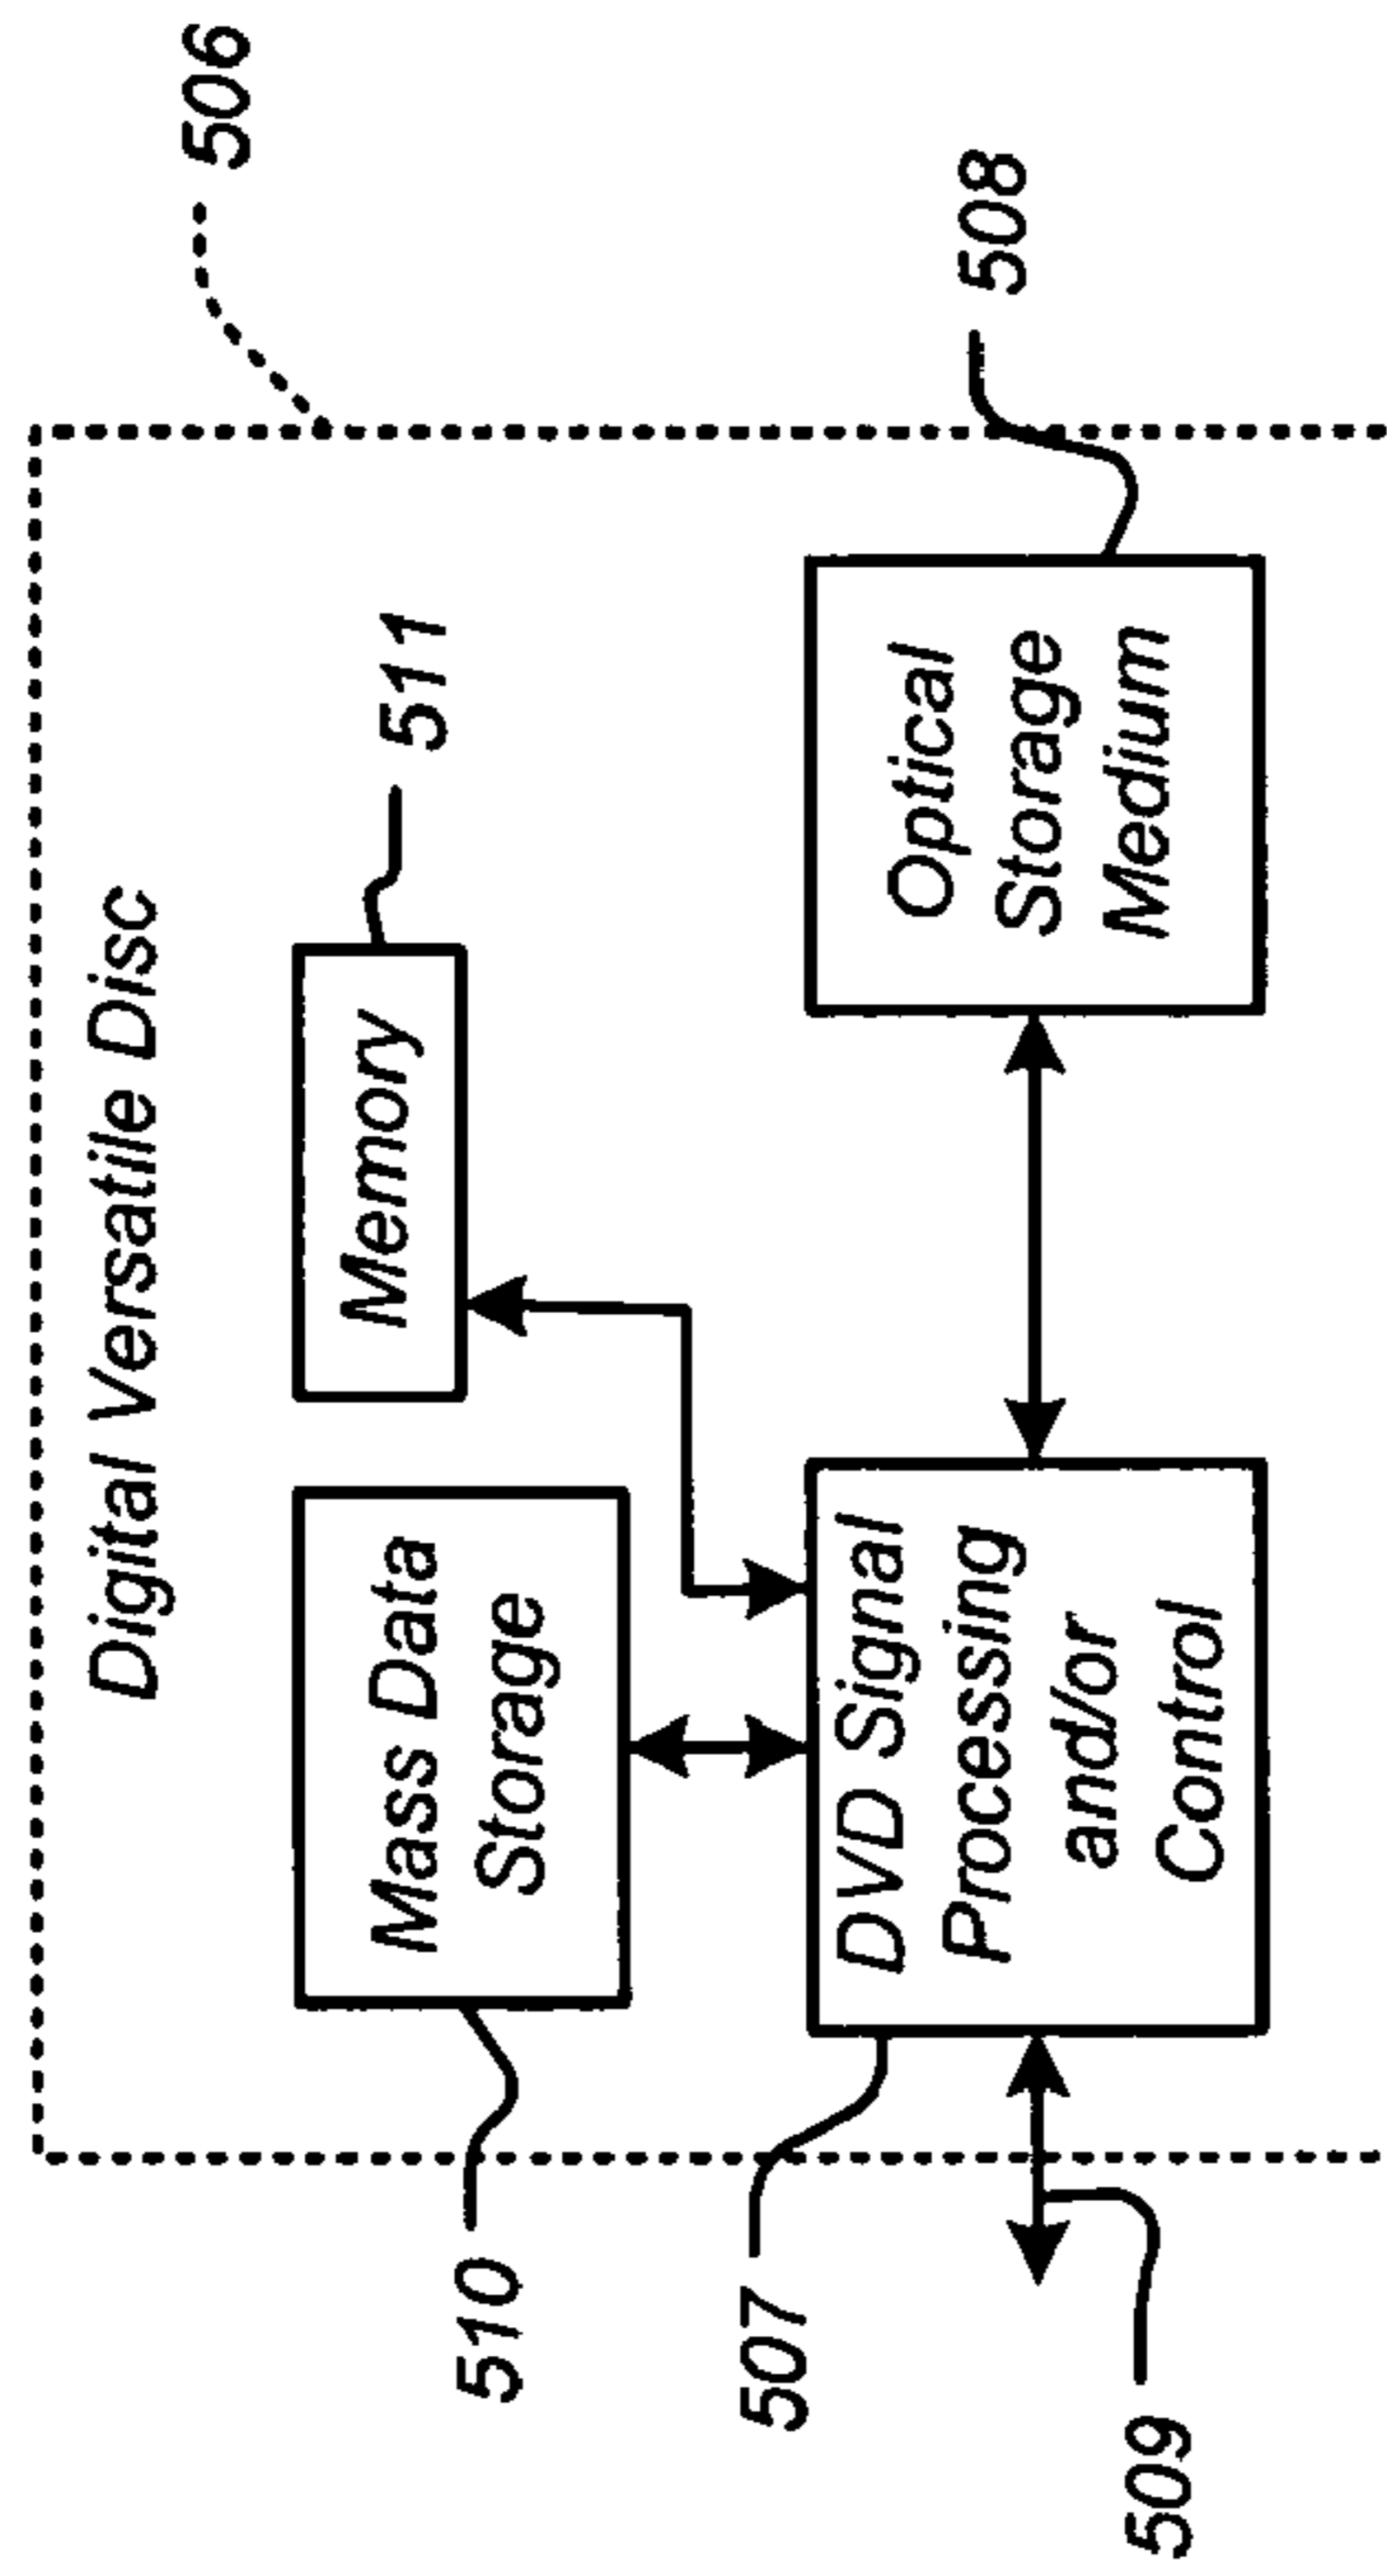 Digital Versatile Disc
506
510
Mass Data
Storage
Memory
511
507
DVD Signal
Processing
and/or
Control
Optical
Storage
Medium
508
509